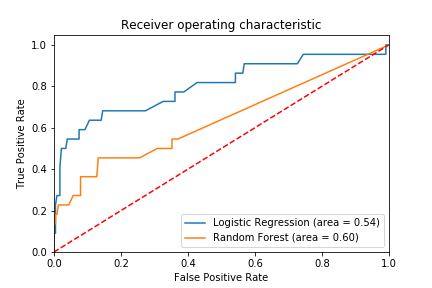 Receiver operating characteristic
True Positive Rate
1.0
0.8
0.6
0.4
0.2
0.0
Logistic Regression (area = 0.54)
Random Forest (area = 0.60)
0.0 0.2 0.4 0.6 0.8 1.0
False Positive Rate